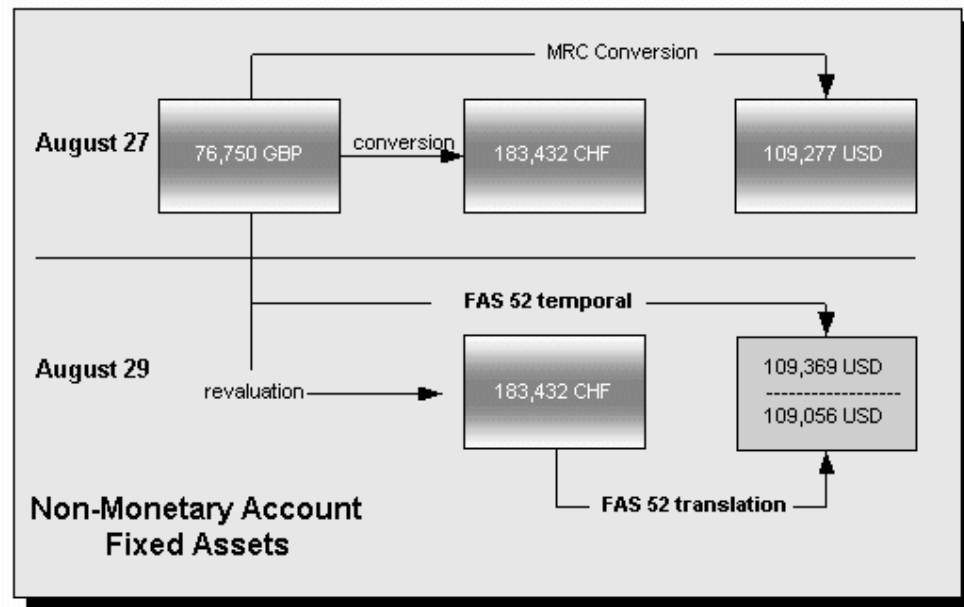 MRC Conversion
August 27
76,750 GBP
conversion
183,432 CHF
109,277 USD
FAS 52 temporal
August 29
revaluation
183,432 CHF
109,369 USD
--------------------
109,056 USD
FAS 52 translation
Non-Monetary Account
Fixed Assets